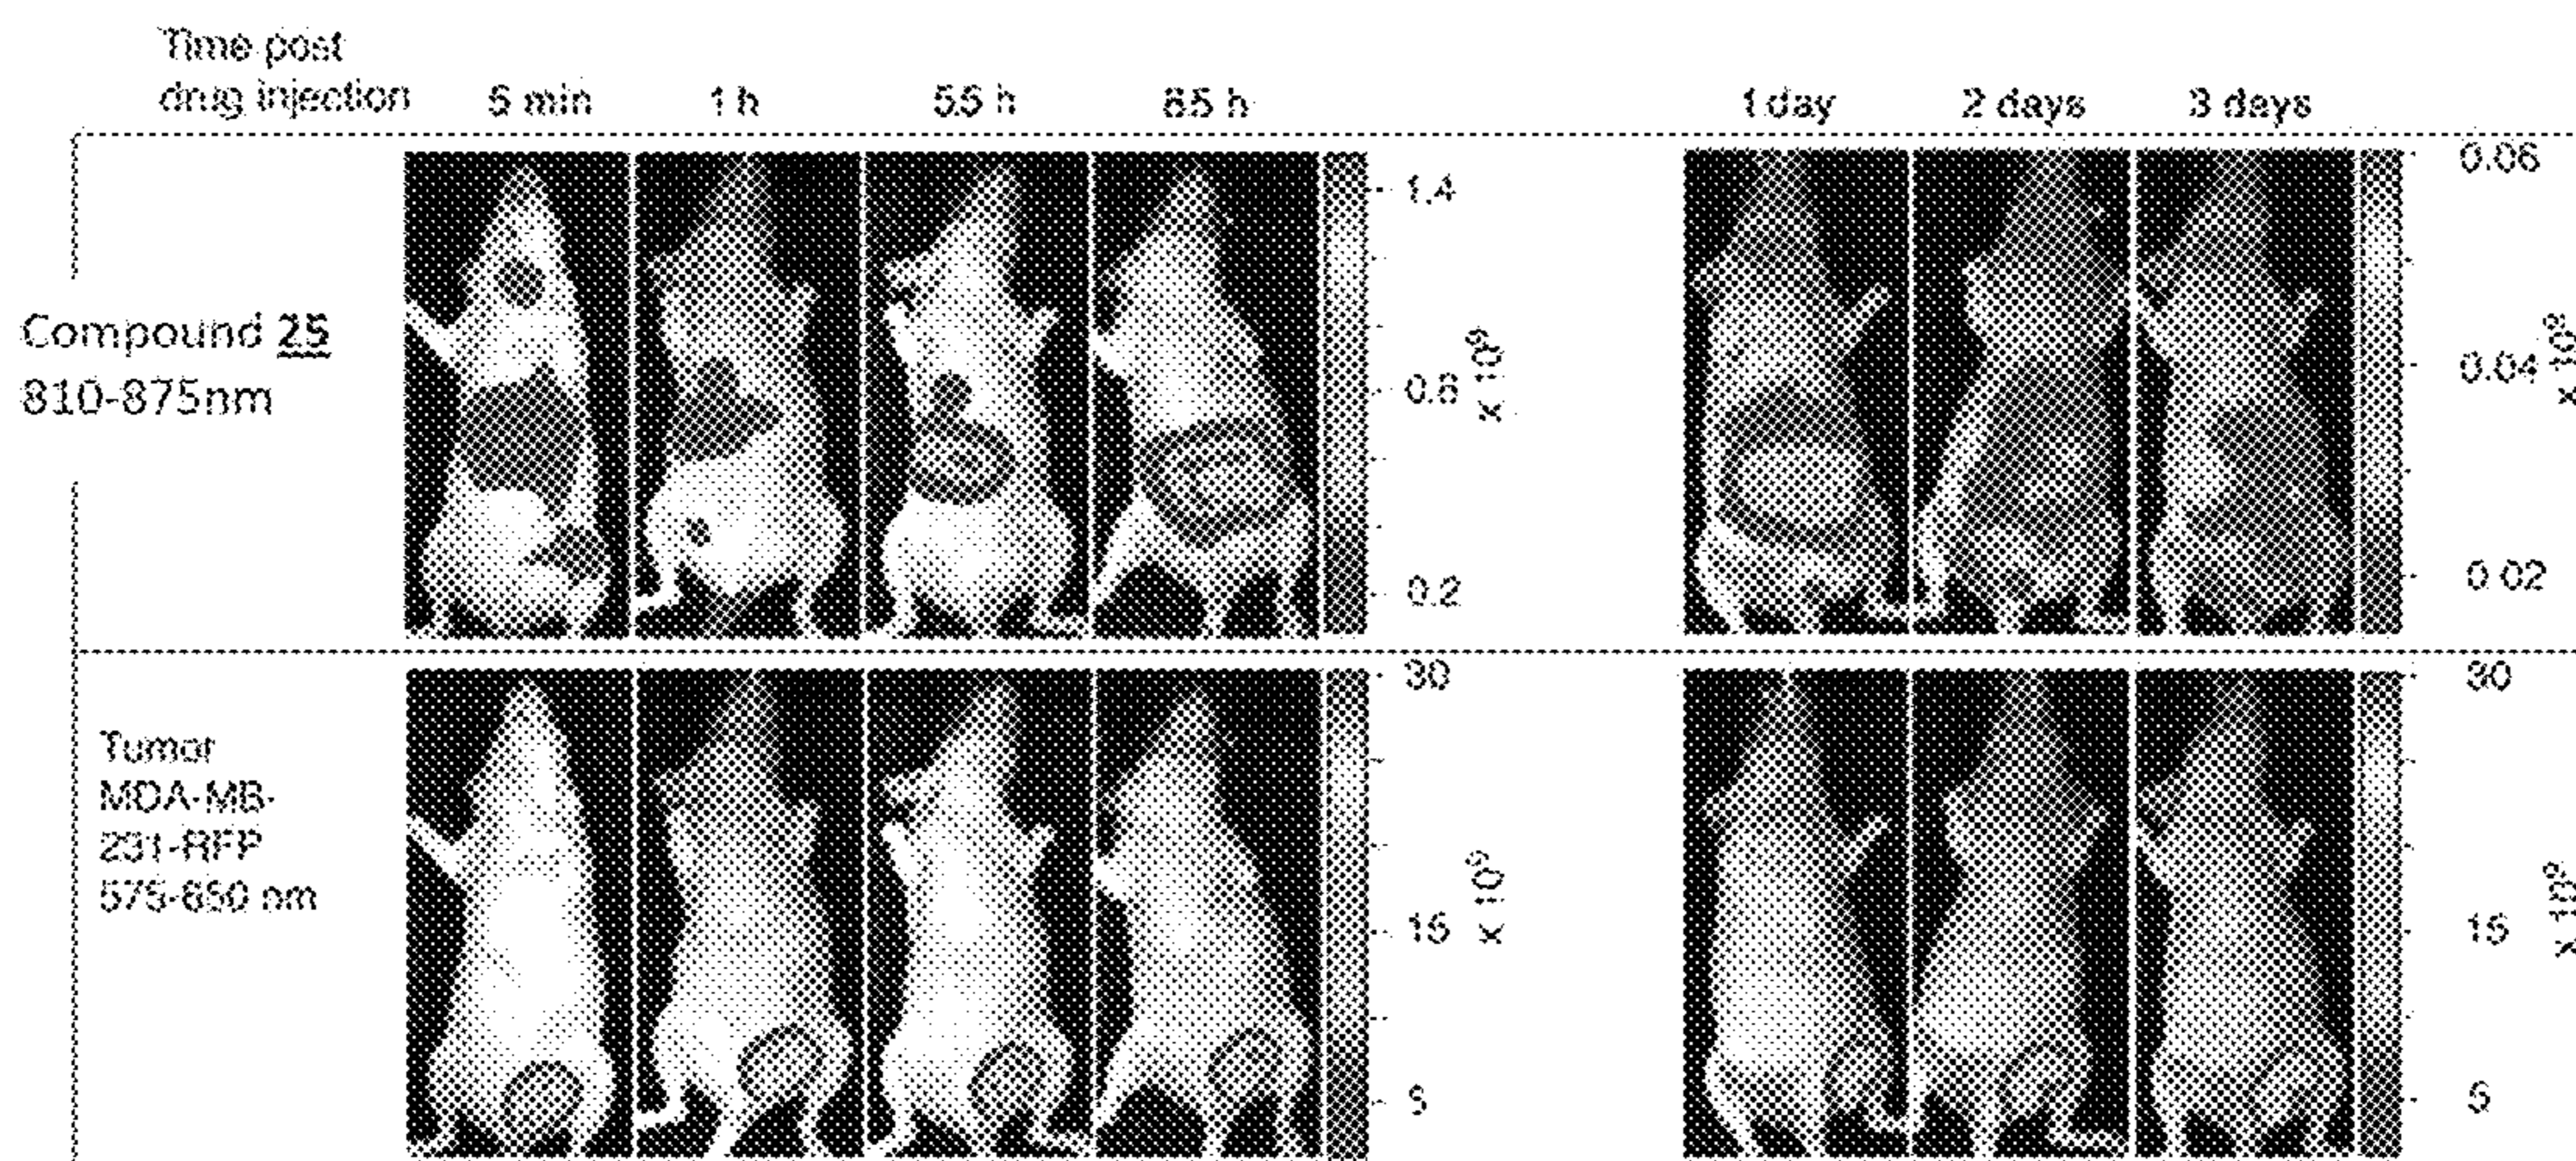 Time post
drug injection 5 min 1 h 5.5 h 8.5 h 1 day 2 days 3 days
Compound 25
810-875nm
1.4
0.8
0.2
x 10⁹
0.06
0.04
0.02
x 10⁹
Tumor
MDA-MB-
231-RFP
575-650 nm
30
15
5
x 10⁹
30
15
5
x 10⁹